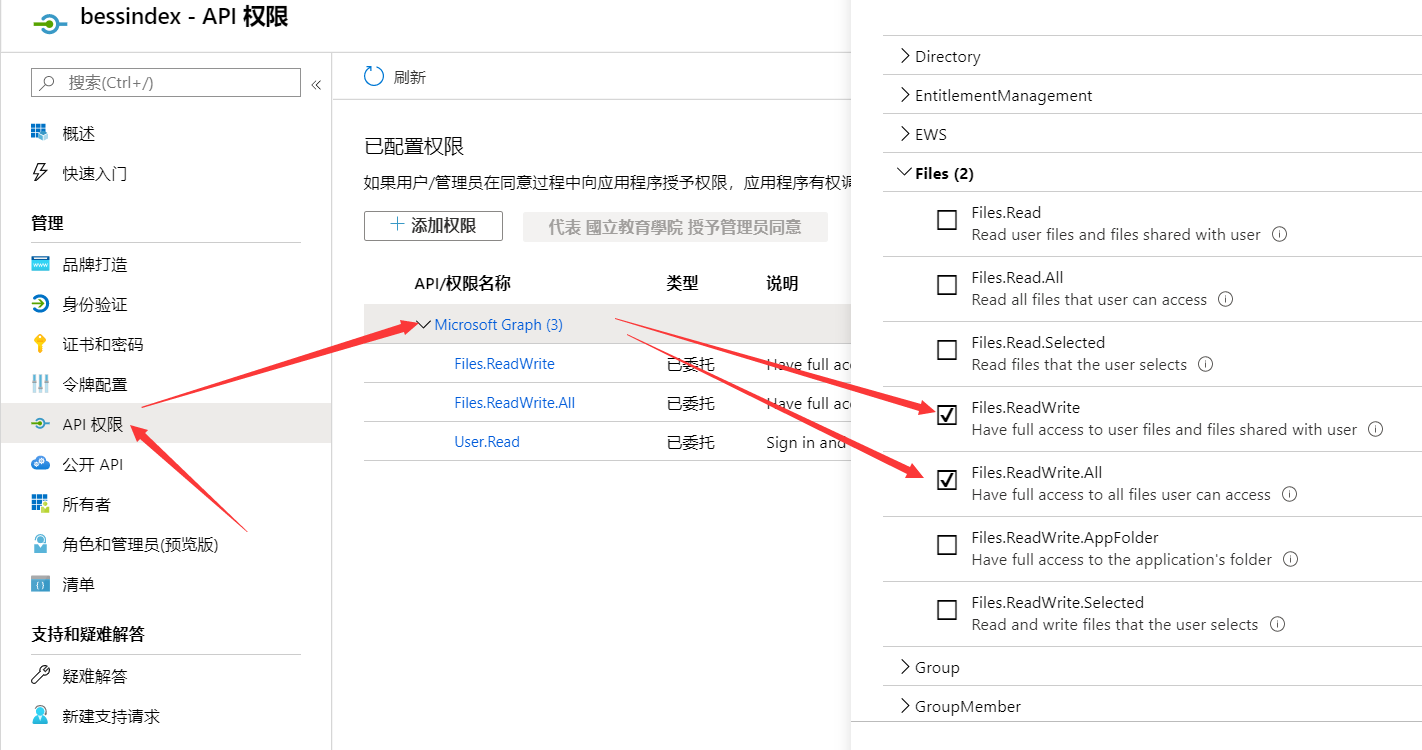 bessindex - API 权限
搜索(Ctrl+/)
«
概述
快速入门
管理
品牌打造
身份验证
证书和密码
令牌配置
API 权限
公开 API
所有者
角色和管理员(预览版)
清单
支持和疑难解答
疑难解答
新建支持请求
刷新
已配置权限
如果用户/管理员在同意过程中向应用程序授予权限，应用程序有权
+ 添加权限
代表 國立教育學院 授予管理员同意
API/权限名称 类型 说明
Microsoft Graph (3)
Files.ReadWrite 已委托 Have full acc
Files.ReadWrite.All 已委托 Have full acc
User.Read 已委托 Sign in and
Directory
EntitlementManagement
EWS
Files (2)
Files.Read
Read user files and files shared with user
Files.Read.All
Read all files that user can access
Files.Read.Selected
Read files that the user selects
Files.ReadWrite
Have full access to user files and files shared with user
Files.ReadWrite.All
Have full access to all files user can access
Files.ReadWrite.AppFolder
Have full access to the application's folder
Files.ReadWrite.Selected
Read and write files that the user selects
Group
GroupMember